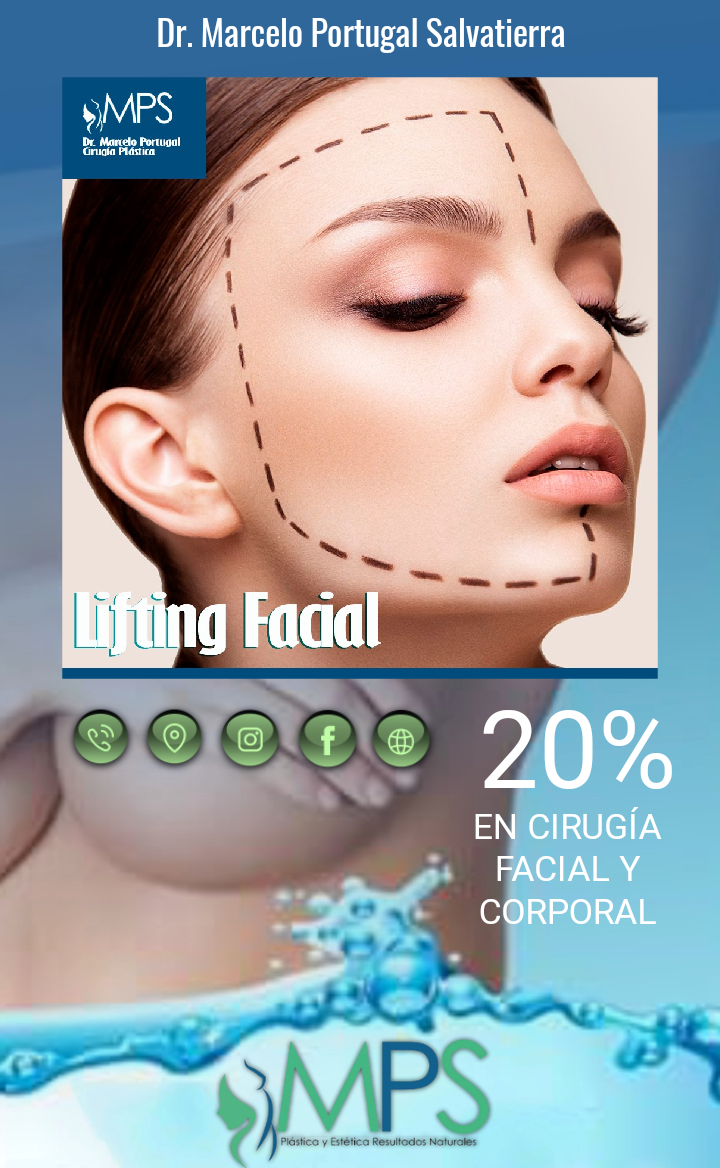 Dr. Marcelo Portugal Salvatierra
MPS
Dr. Marcelo Portugal
Cirugía Plástica
Lifting Facial
20%
EN CIRUGÍA
FACIAL Y
CORPORAL
MPS
Plástica y Estética Resultados Naturales